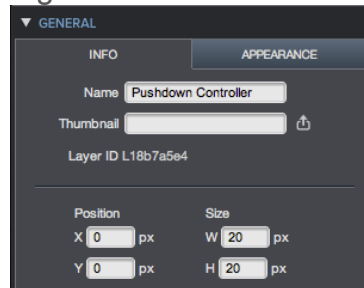 GENERAL
INFO APPEARANCE
Name Pushdown Controller
Thumbnail
Layer ID L18b7a5e4
Position Size
X 0 px W 20 px
Y 0 px H 20 px